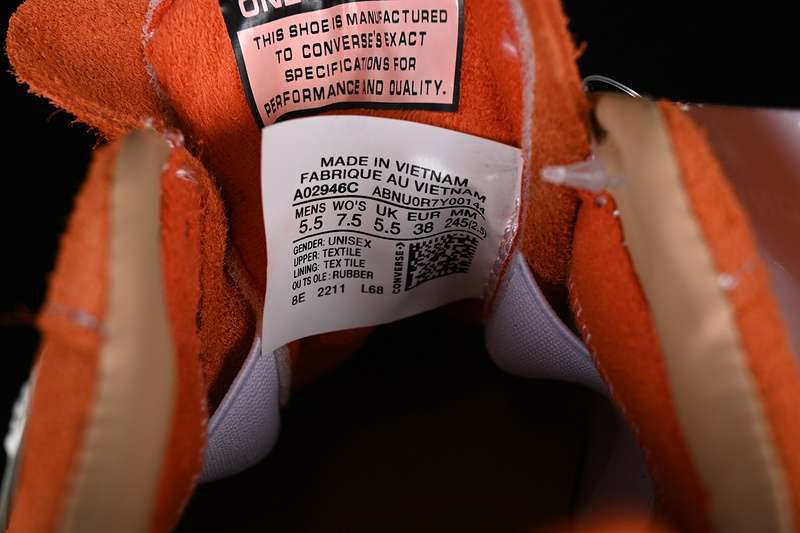 THIS SHOE IS MANUFACTURED
TO CONVERSE'S EXACT
SPECIFICATIONS FOR
PERFORMANCE AND QUALITY.
MADE IN VIETNAM
FABRIQUE AU VIETNAM
A02946C ABNU0R7Y00144
MENS WO'S UK EUR MM
5.5 7.5 5.5 38 245(2.5)
GENDER: UNISEX
UPPER: TEXTILE
LINING: TEXTILE
OUTSOLE: RUBBER
8E 2211 L68
CONVERSE